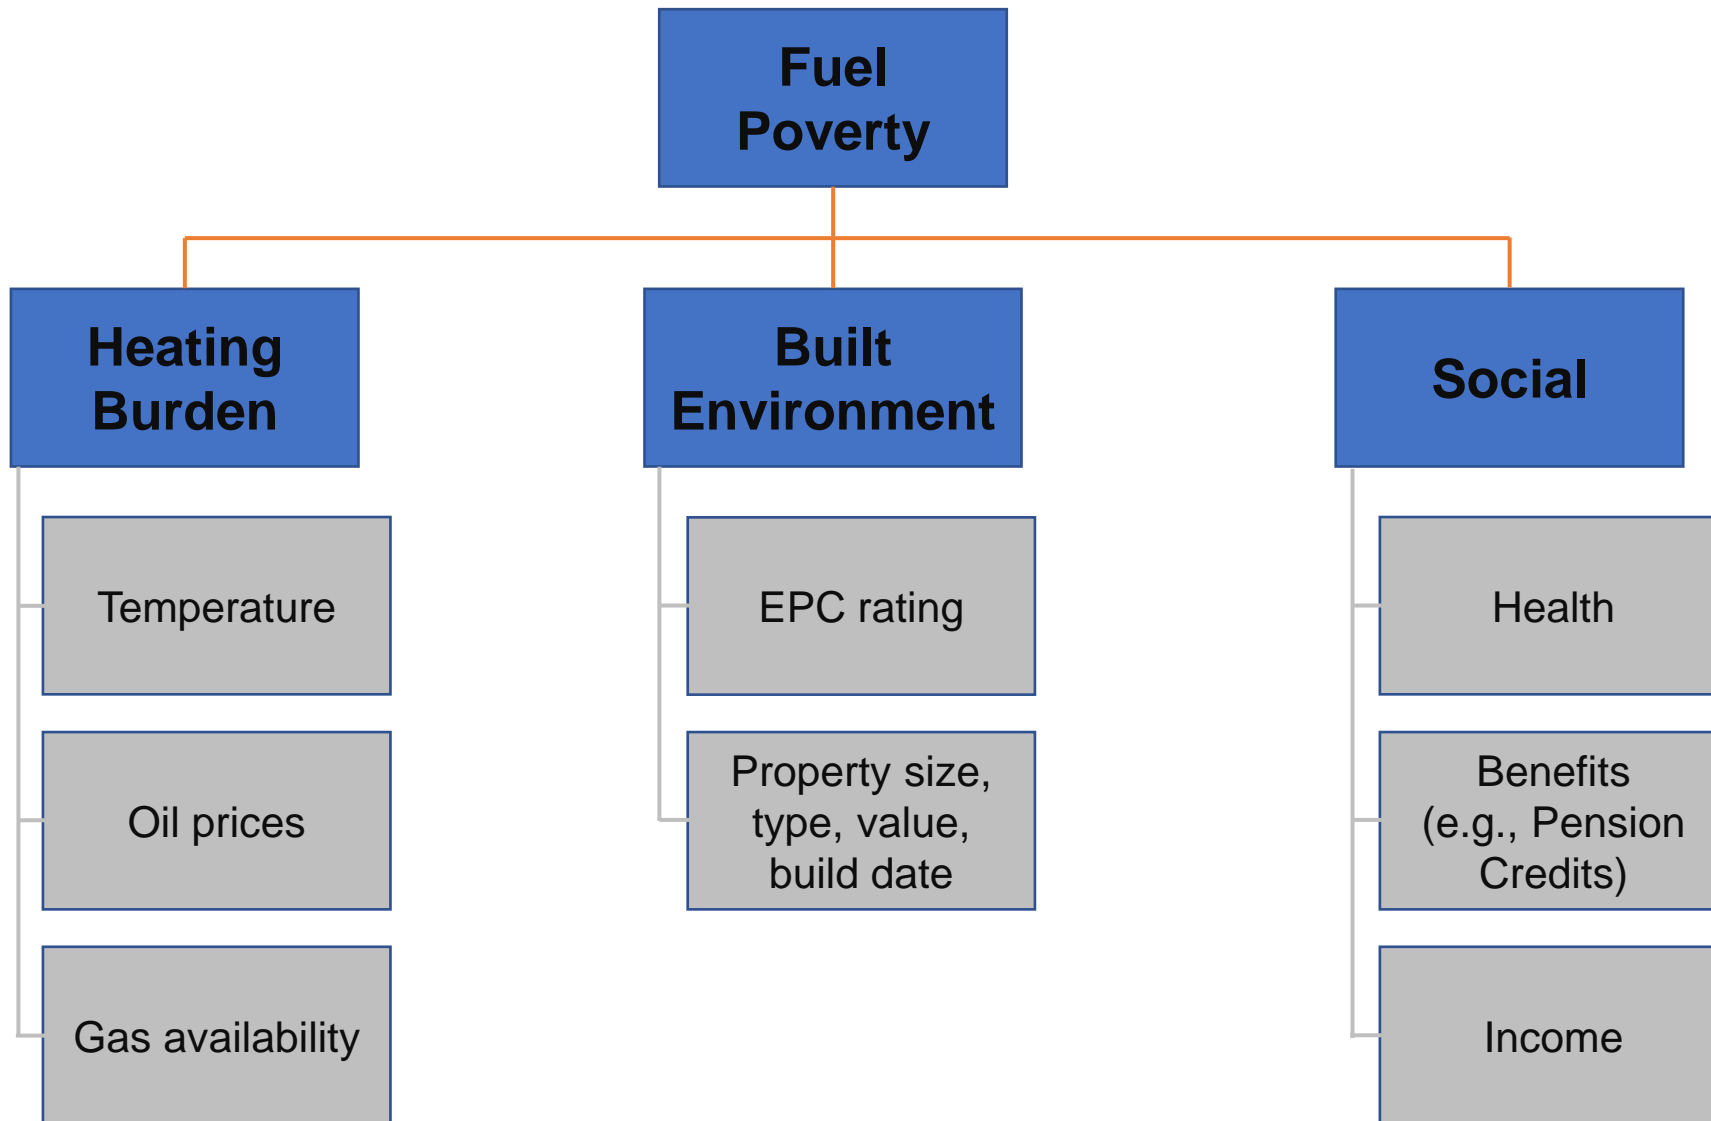 Fuel
Poverty
Heating
Burden
Built
Environment
Social
Temperature
EPC rating
Health
Oil prices
Property size,
type, value,
build date
Benefits
(e.g., Pension
Credits)
Gas availability
Income